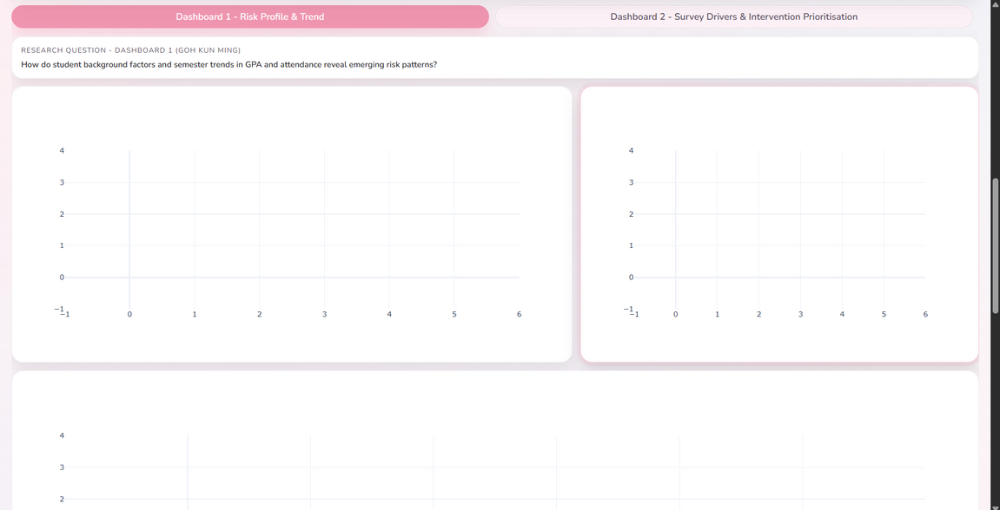 Dashboard 1 - Risk Profile & Trend
Dashboard 2 - Survey Drivers & Intervention Prioritisation
RESEARCH QUESTION - DASHBOARD 1 (GOH KUN MING)
How do student background factors and semester trends in GPA and attendance reveal emerging risk patterns?
4
3
2
1
0
−1
−1 0 1 2 3 4 5 6
4
3
2
1
0
−1
−1 0 1 2 3 4 5 6
4
3
2